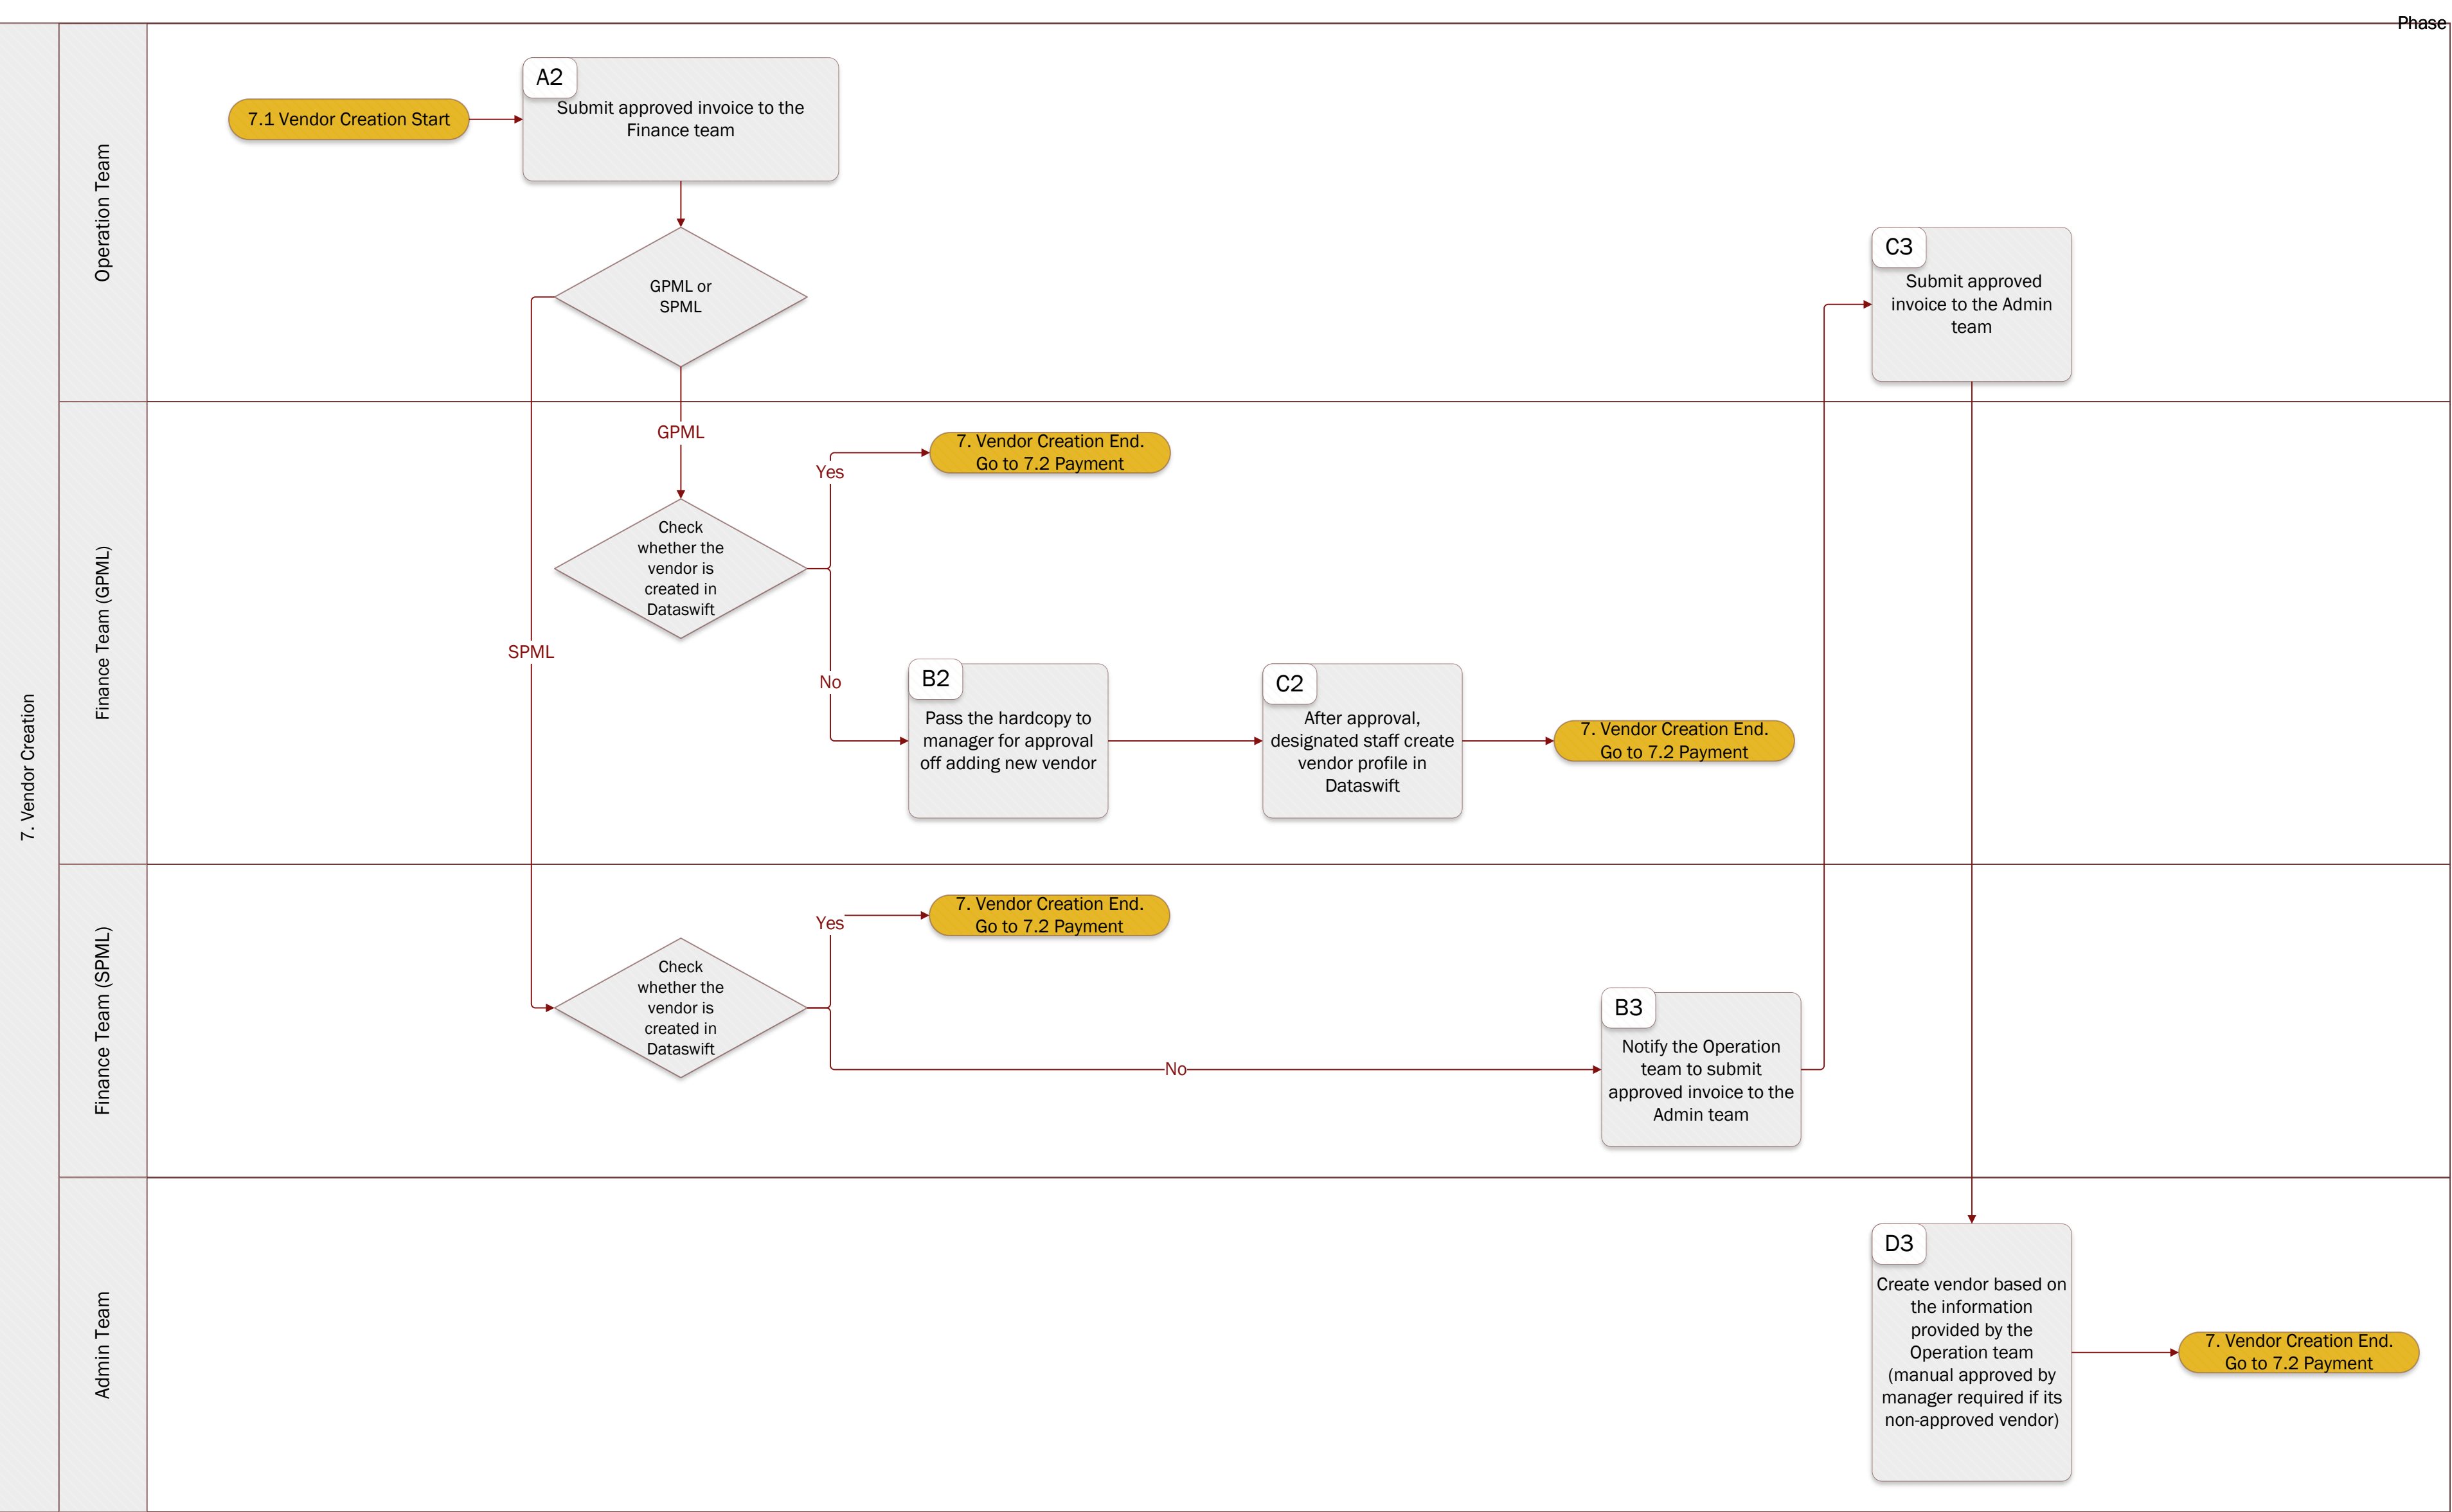 Phase
7. Vendor Creation
Operation Team
A2
Submit approved invoice to the
Finance team
7.1 Vendor Creation Start
GPML or
SPML
C3
Submit approved
invoice to the Admin
team
Finance Team (GPML)
GPML
Yes
7. Vendor Creation End.
Go to 7.2 Payment
Check
whether the
vendor is
created in
Dataswift
SPML
No
B2
Pass the hardcopy to
manager for approval
off adding new vendor
C2
After approval,
designated staff create
vendor profile in
Dataswift
7. Vendor Creation End.
Go to 7.2 Payment
Finance Team (SPML)
Yes
7. Vendor Creation End.
Go to 7.2 Payment
Check
whether the
vendor is
created in
Dataswift
No
B3
Notify the Operation
team to submit
approved invoice to the
Admin team
Admin Team
D3
Create vendor based on
the information
provided by the
Operation team
(manual approved by
manager required if its
non-approved vendor)
7. Vendor Creation End.
Go to 7.2 Payment